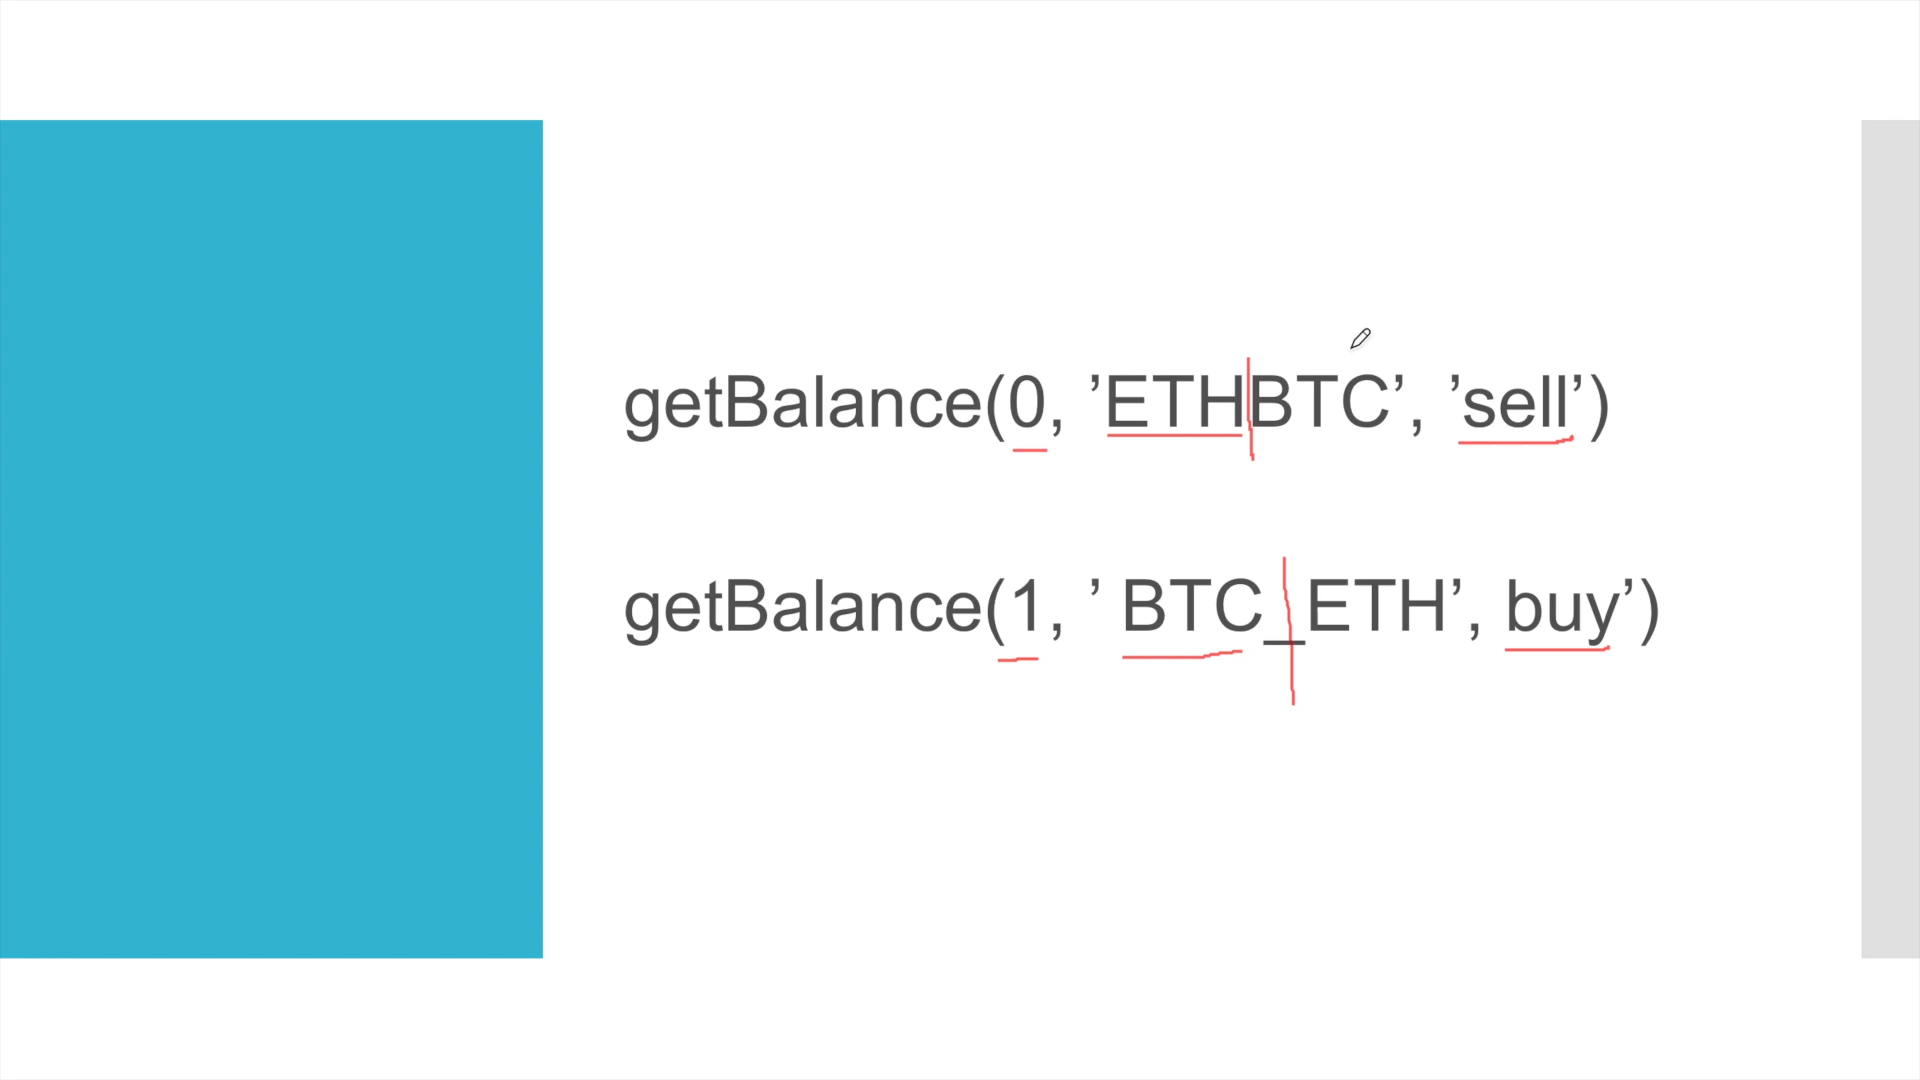 getBalance(0, ’ETHBTC’, ’sell’)
getBalance(1, ’ BTC_ETH’, buy’)